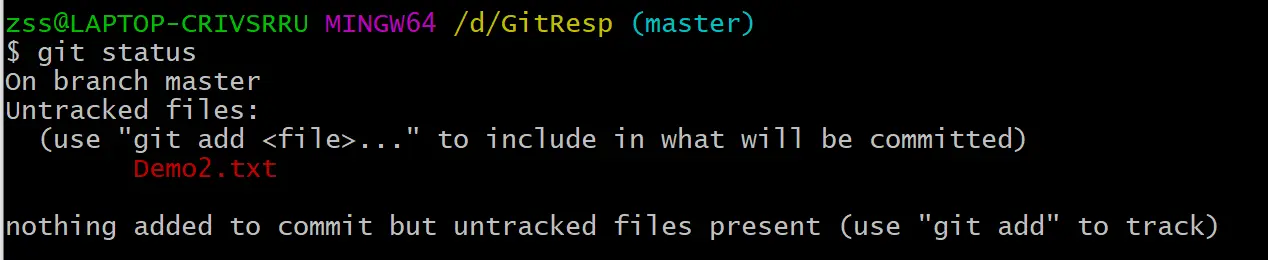 zss@LAPTOP-CRIVSRRU MINGW64 /d/GitResp (master)
$ git status
On branch master
Untracked files:
  (use "git add <file>..." to include in what will be committed)
        Demo2.txt

nothing added to commit but untracked files present (use "git add" to track)